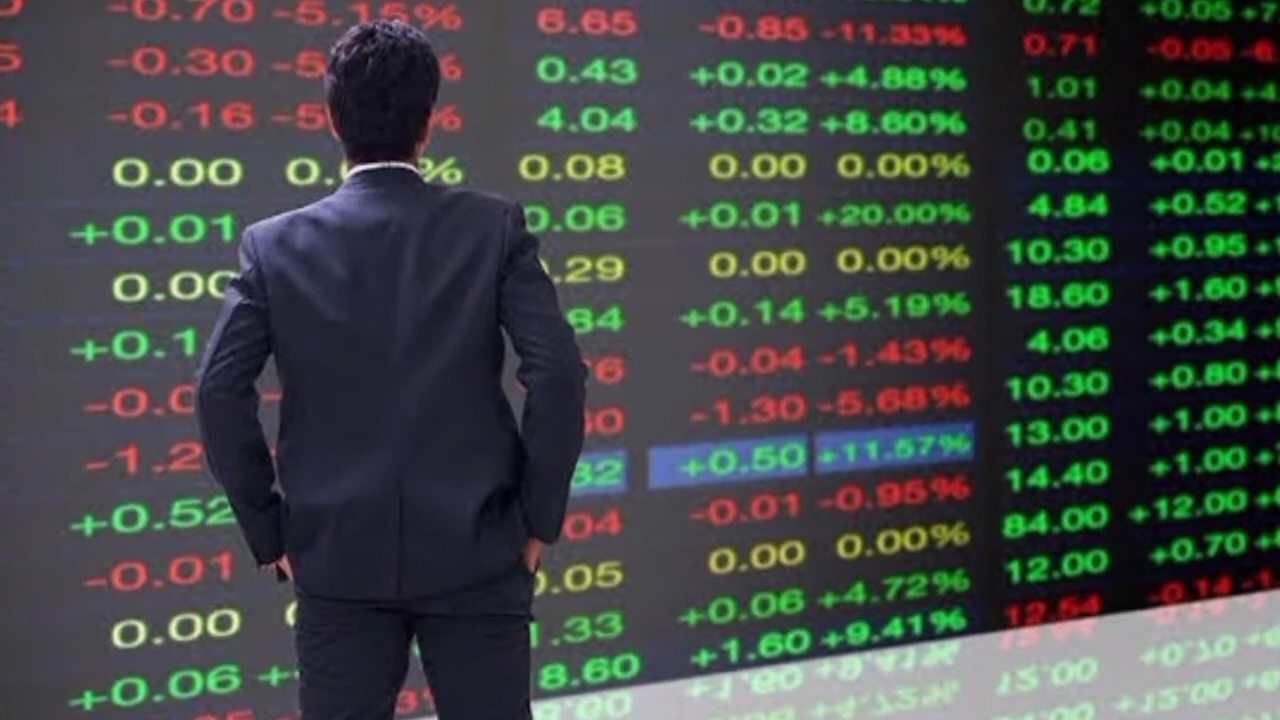 -0.70 -5.15% 6.65 -0.85 -11.33% 0.72 +0.05
-0.30 0.43 +0.02 +4.88% 0.71 -0.05
-0.16 4.04 +0.32 +8.60% 1.01 +0.04
0.00 0.08 0.00 0.00% 0.41 +0.04
+0.01 0.06 +0.01 +20.00% 0.06 +0.01
0.00 .29 0.00 0.00% 4.84 +0.52
+0.1 84 +0.14 +5.19% 10.30 +0.95
-0.0 -0.04 -1.43% 18.60 +1.60
-1.2 -1.30 -5.68% 4.06 +0.34
+0.52 32 +0.50 +11.57% 10.30 +0.80
-0.01 04 -0.01 -0.95% 13.00 +1.00
0.00 0.05 0.00 0.00% 14.40 +1.00
+0.06 1.33 +0.06 +4.72% 84.00 +12.00
8.60 +1.60 +9.41% 12.00 +0.70
12.54 -0.14